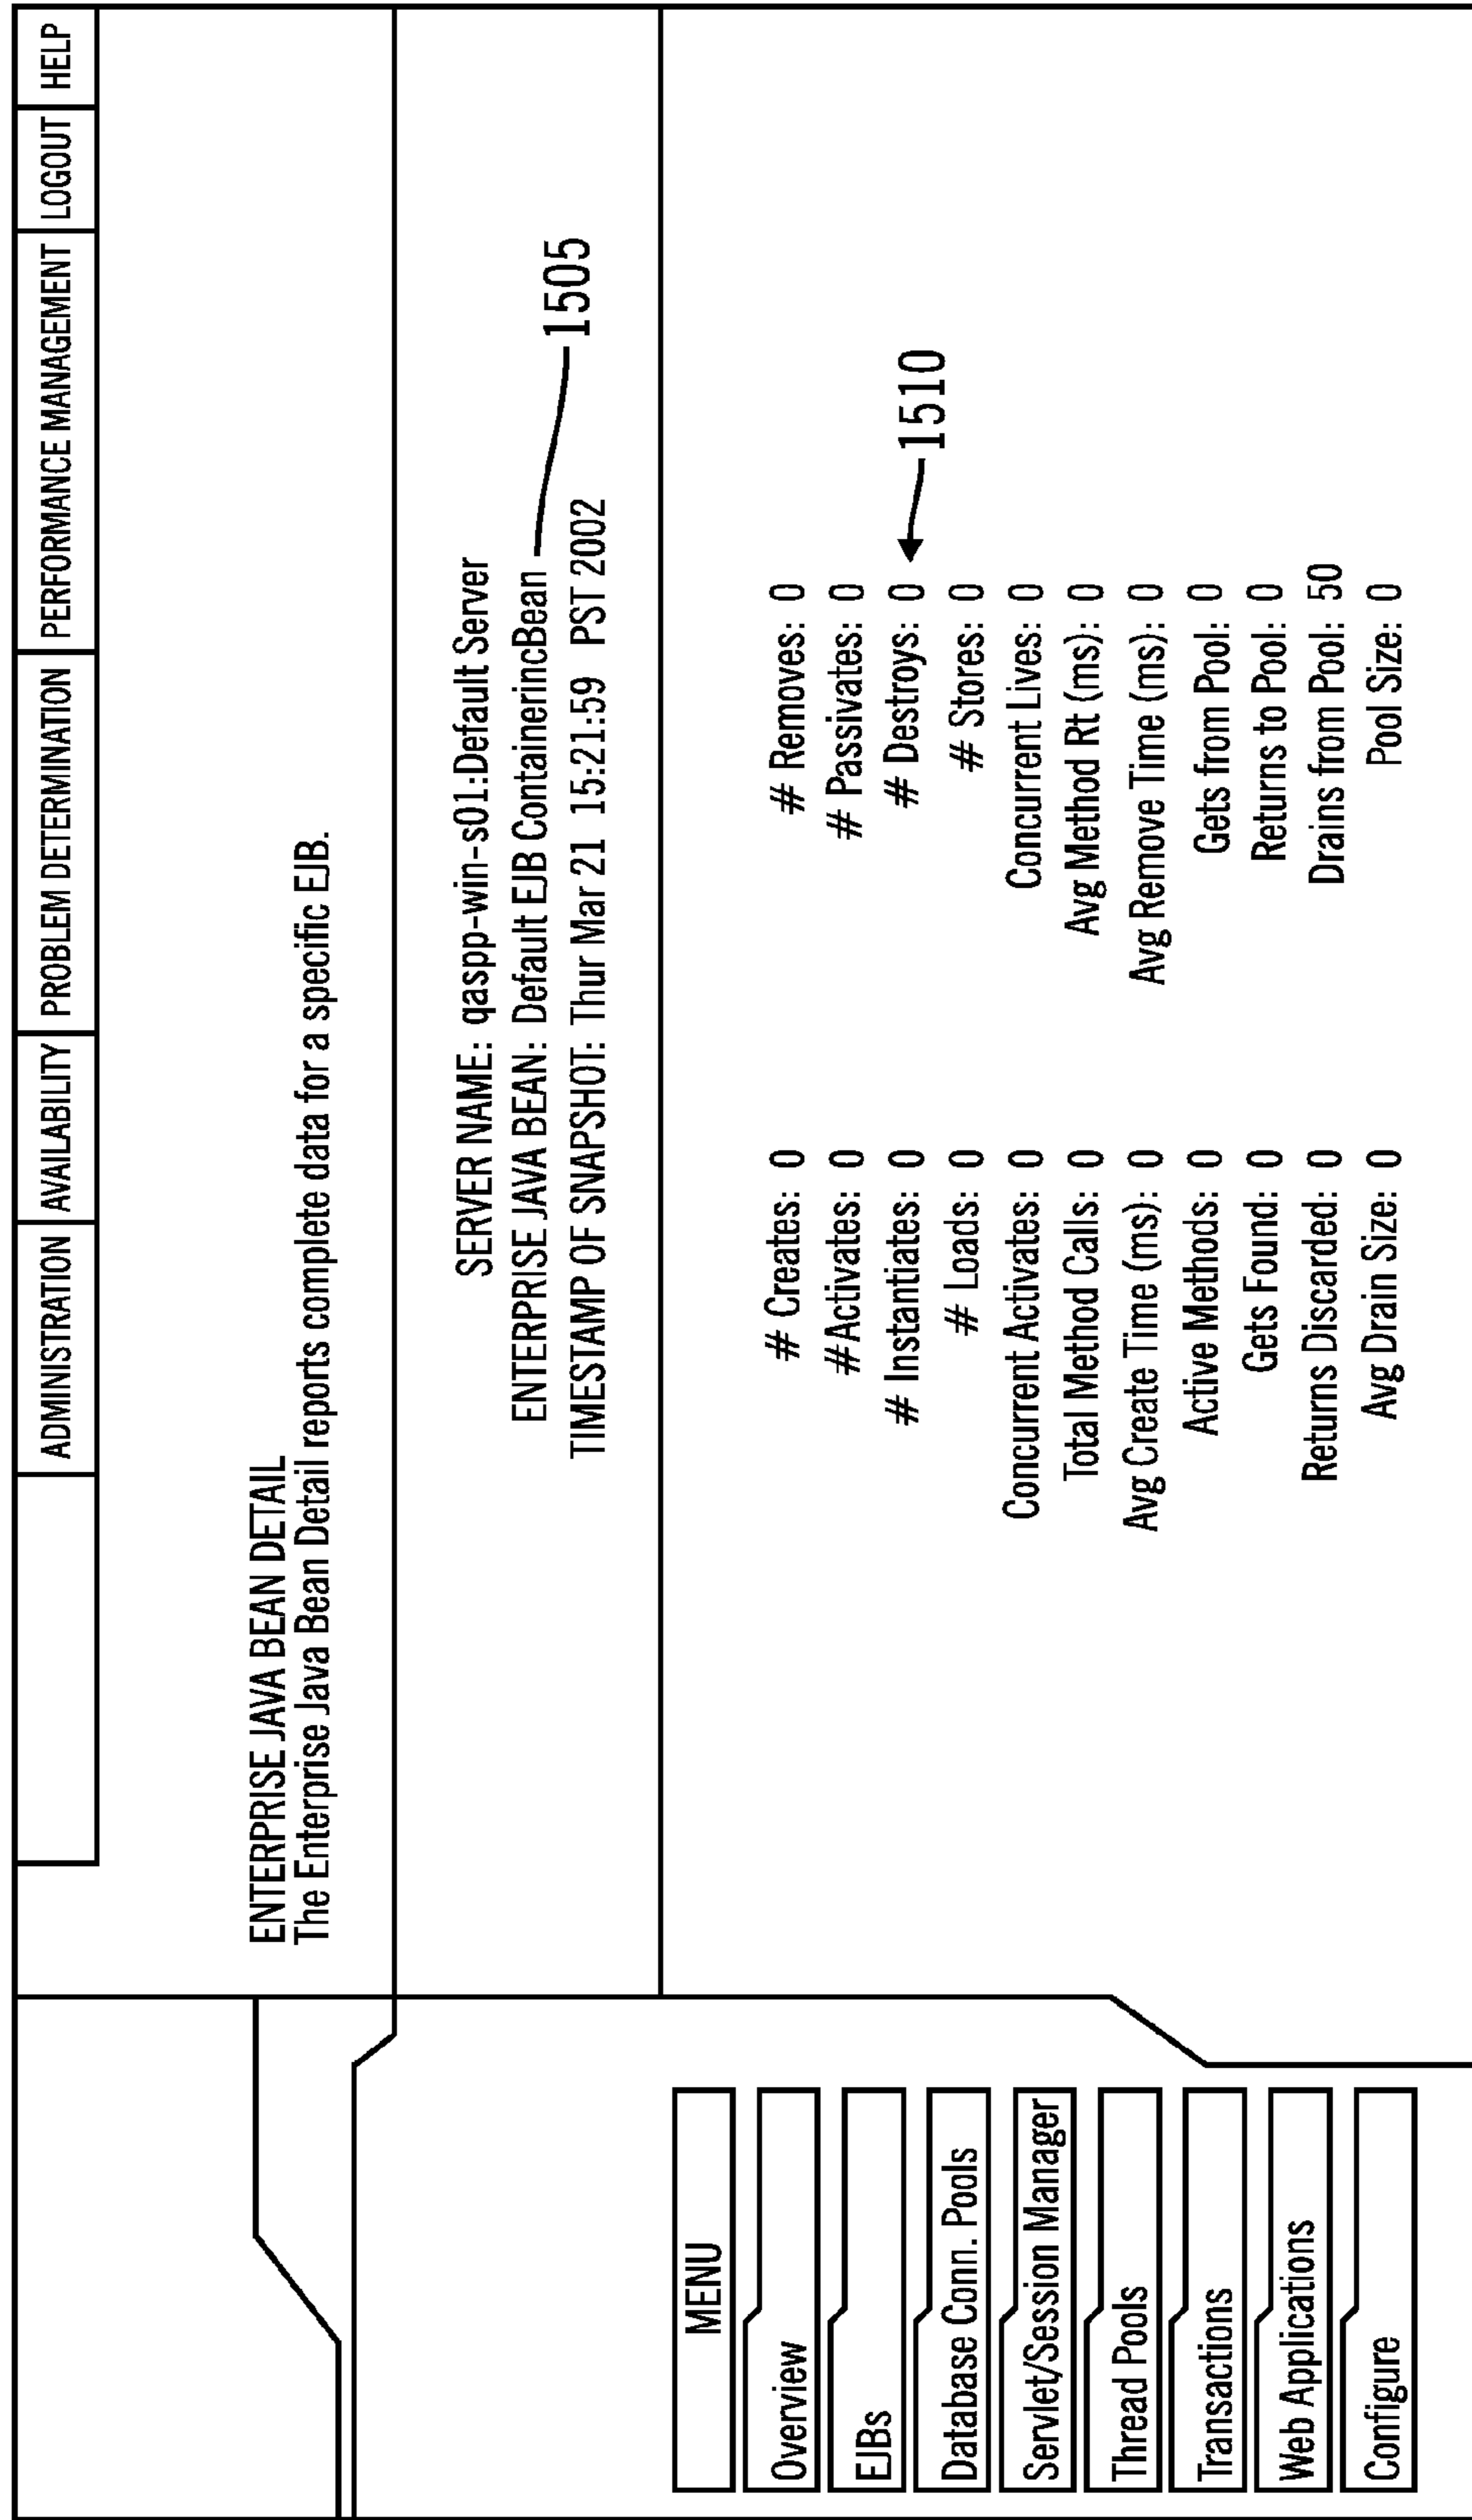 ADMINISTRATION AVAILABILITY PROBLEM DETERMINATION PERFORMANCE MANAGEMENT LOGOUT HELP
ENTERPRISE JAVA BEAN DETAIL
The Enterprise Java Bean Detail reports complete data for a specific EJB.
SERVER NAME: qaspp-win-s01:Default Server
ENTERPRISE JAVA BEAN: Default EJB ContainerincBean
1505
TIMESTAMP OF SNAPSHOT: Thur Mar 21 15:21:59 PST 2002
MENU
Overview
EJBs
Database Conn. Pools
Servlet/Session Manager
Thread Pools
Transactions
Web Applications
Configure
# Creates: 0 # Removes: 0
#Activates: 0 # Passivates: 0
# Instantiates: 0 # Destroys: 0
1510
# Loads: 0 # Stores: 0
Concurrent Activates: 0 Concurrent Lives: 0
Total Method Calls: 0 Avg Method Rt (ms): 0
Avg Create Time (ms): 0 Avg Remove Time (ms): 0
Active Methods: 0 Gets from Pool: 0
Gets Found: 0 Returns to Pool: 0
Returns Discarded: 0 Drains from Pool: 50
Avg Drain Size: 0 Pool Size: 0